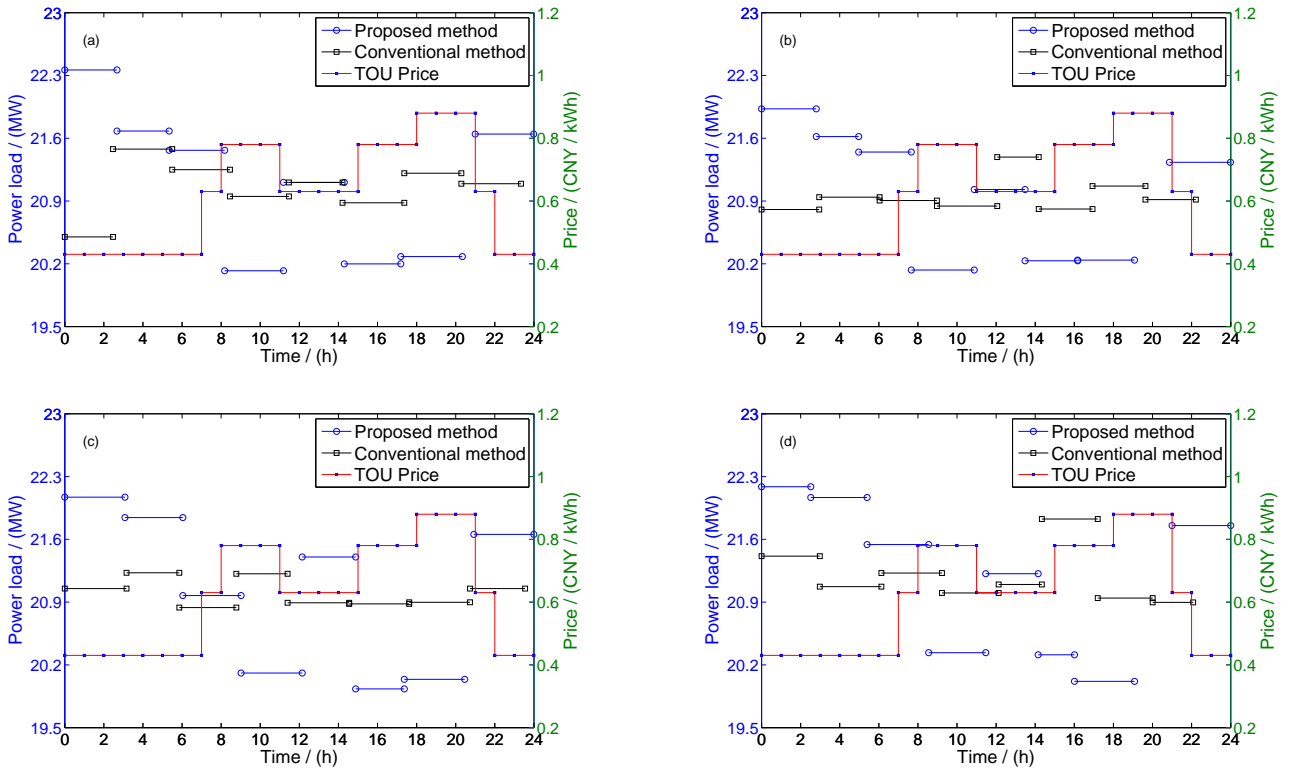 (a)
Proposed method
Conventional method
TOU Price
23
22.3
21.6
20.9
20.2
19.5
Power load / (MW)
1.2
1
0.8
0.6
0.4
0.2
Price / (CNY / kWh)
0 2 4 6 8 10 12 14 16 18 20 22 24
Time / (h)
(b)
Proposed method
Conventional method
TOU Price
23
22.3
21.6
20.9
20.2
19.5
Power load / (MW)
1.2
1
0.8
0.6
0.4
0.2
Price / (CNY / kWh)
0 2 4 6 8 10 12 14 16 18 20 22 24
Time / (h)
(c)
Proposed method
Conventional method
TOU Price
23
22.3
21.6
20.9
20.2
19.5
Power load / (MW)
1.2
1
0.8
0.6
0.4
0.2
Price / (CNY / kWh)
0 2 4 6 8 10 12 14 16 18 20 22 24
Time / (h)
(d)
Proposed method
Conventional method
TOU Price
23
22.3
21.6
20.9
20.2
19.5
Power load / (MW)
1.2
1
0.8
0.6
0.4
0.2
Price / (CNY / kWh)
0 2 4 6 8 10 12 14 16 18 20 22 24
Time / (h)